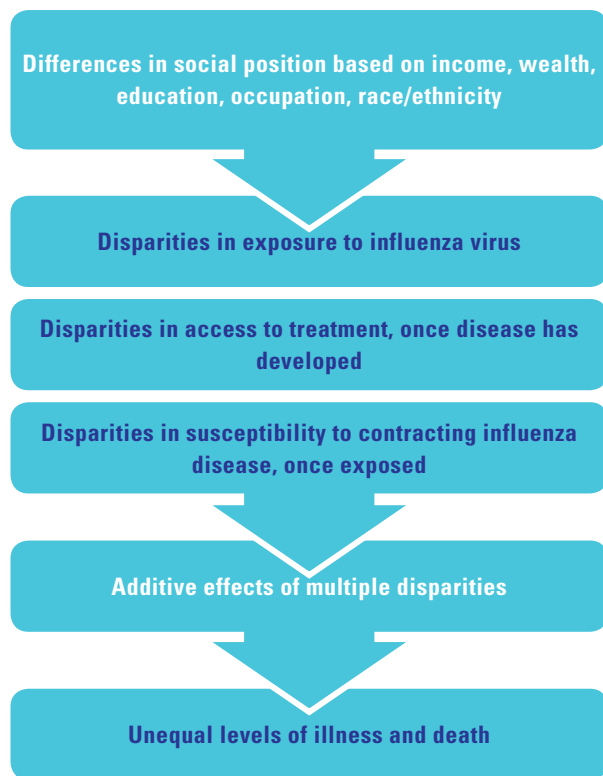 Differences in social position based on income, wealth,
education, occupation, race/ethnicity
Disparities in exposure to influenza virus
Disparities in access to treatment, once disease has
developed
Disparities in susceptibility to contracting influenza
disease, once exposed
Additive effects of multiple disparities
Unequal levels of illness and death